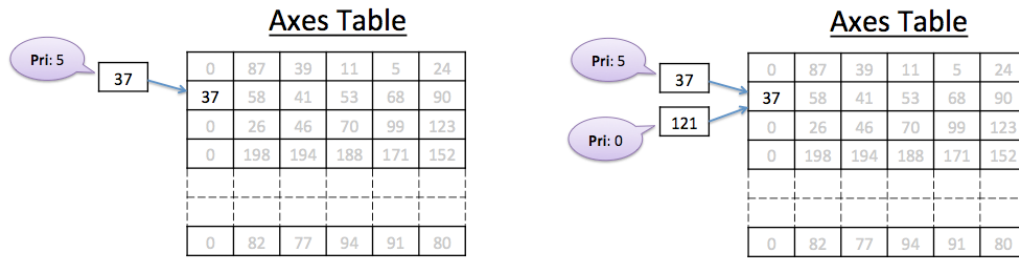 Axes Table
Pri: 5
37
0 87 39 11 5 24
37 58 41 53 68 90
0 26 46 70 99 123
0 198 194 188 171 152
0 82 77 94 91 80
Axes Table
Pri: 5
37
121
Pri: 0
0 87 39 11 5 24
37 58 41 53 68 90
0 26 46 70 99 123
0 198 194 188 171 152
0 82 77 94 91 80